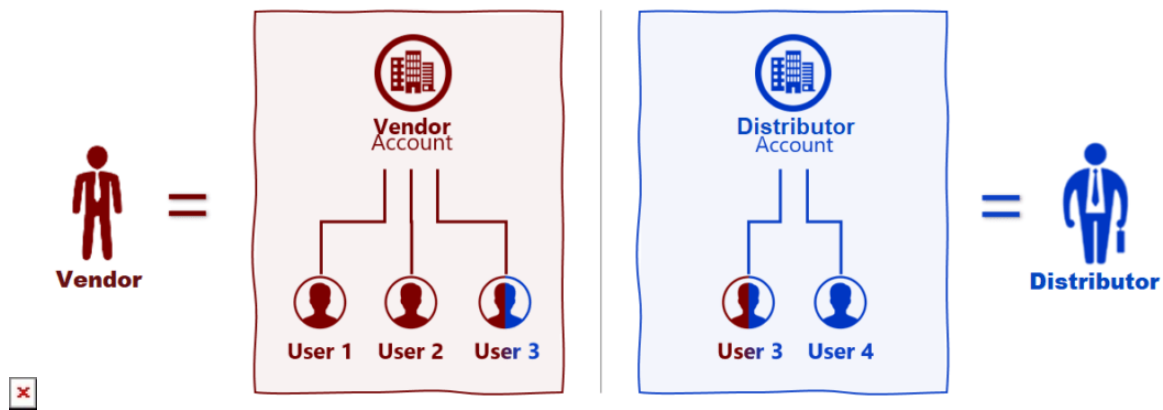 Vendor
Account
Distributor
Account
Vendor
Distributor
User 1
User 2
User 3
User 3
User 4